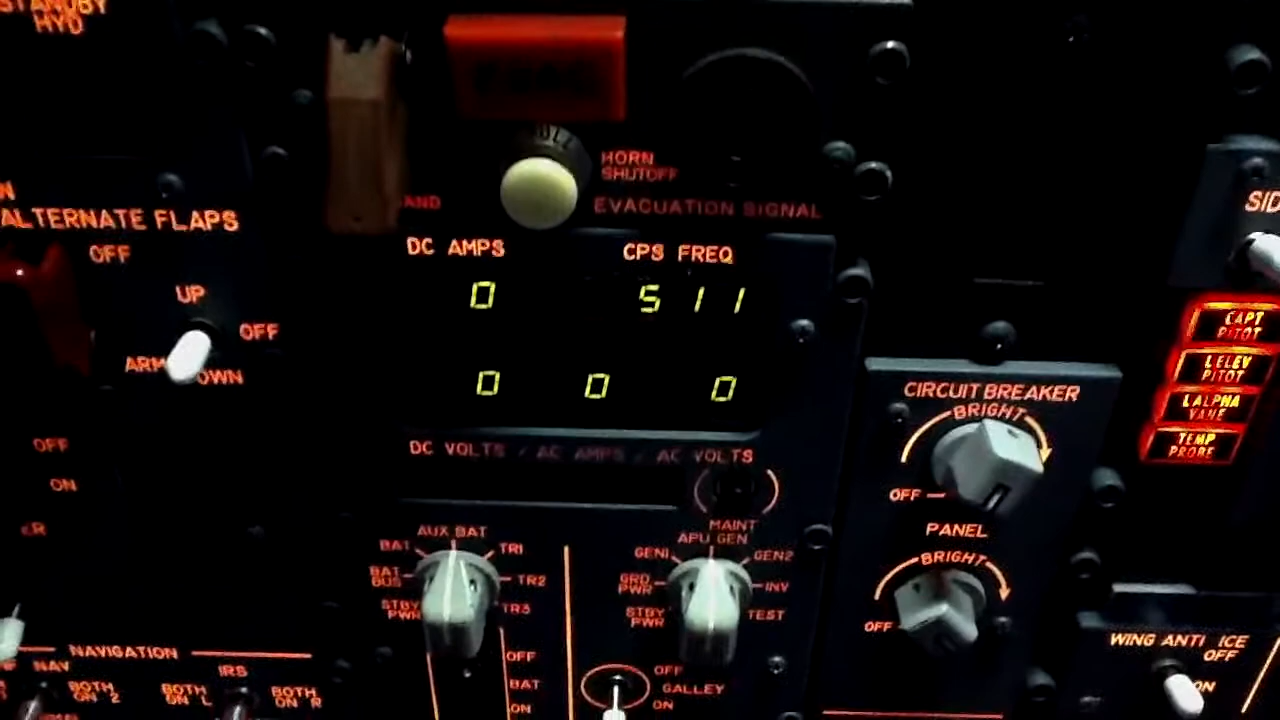 STANDBY
HYD
HORN
SHUTOFF
EVACUATION SIGNAL
ALTERNATE FLAPS
OFF
UP
OFF
ARM
DOWN
DC AMPS
CPS FREQ
0
511
0 0 0
DC VOLTS / AC AMPS / AC VOLTS
MAINT
OFF
ON
AUX BAT
BAT
TR1
BAT
BUS
TR2
STBY
PWR
TR3
APU GEN
GEN1
GEN2
GRD
PWR
INV
STBY
PWR
TEST
OFF
BAT
ON
OFF
GALLEY
ON
CIRCUIT BREAKER
BRIGHT
OFF
PANEL
BRIGHT
OFF
CAPT
PITOT
L ELEV
PITOT
L ALPHA
VANE
TEMP
PROBE
WING ANTI ICE
OFF
ON
NAVIGATION
NAV
BOTH
ON 2
IRS
BOTH
ON L
BOTH
ON R